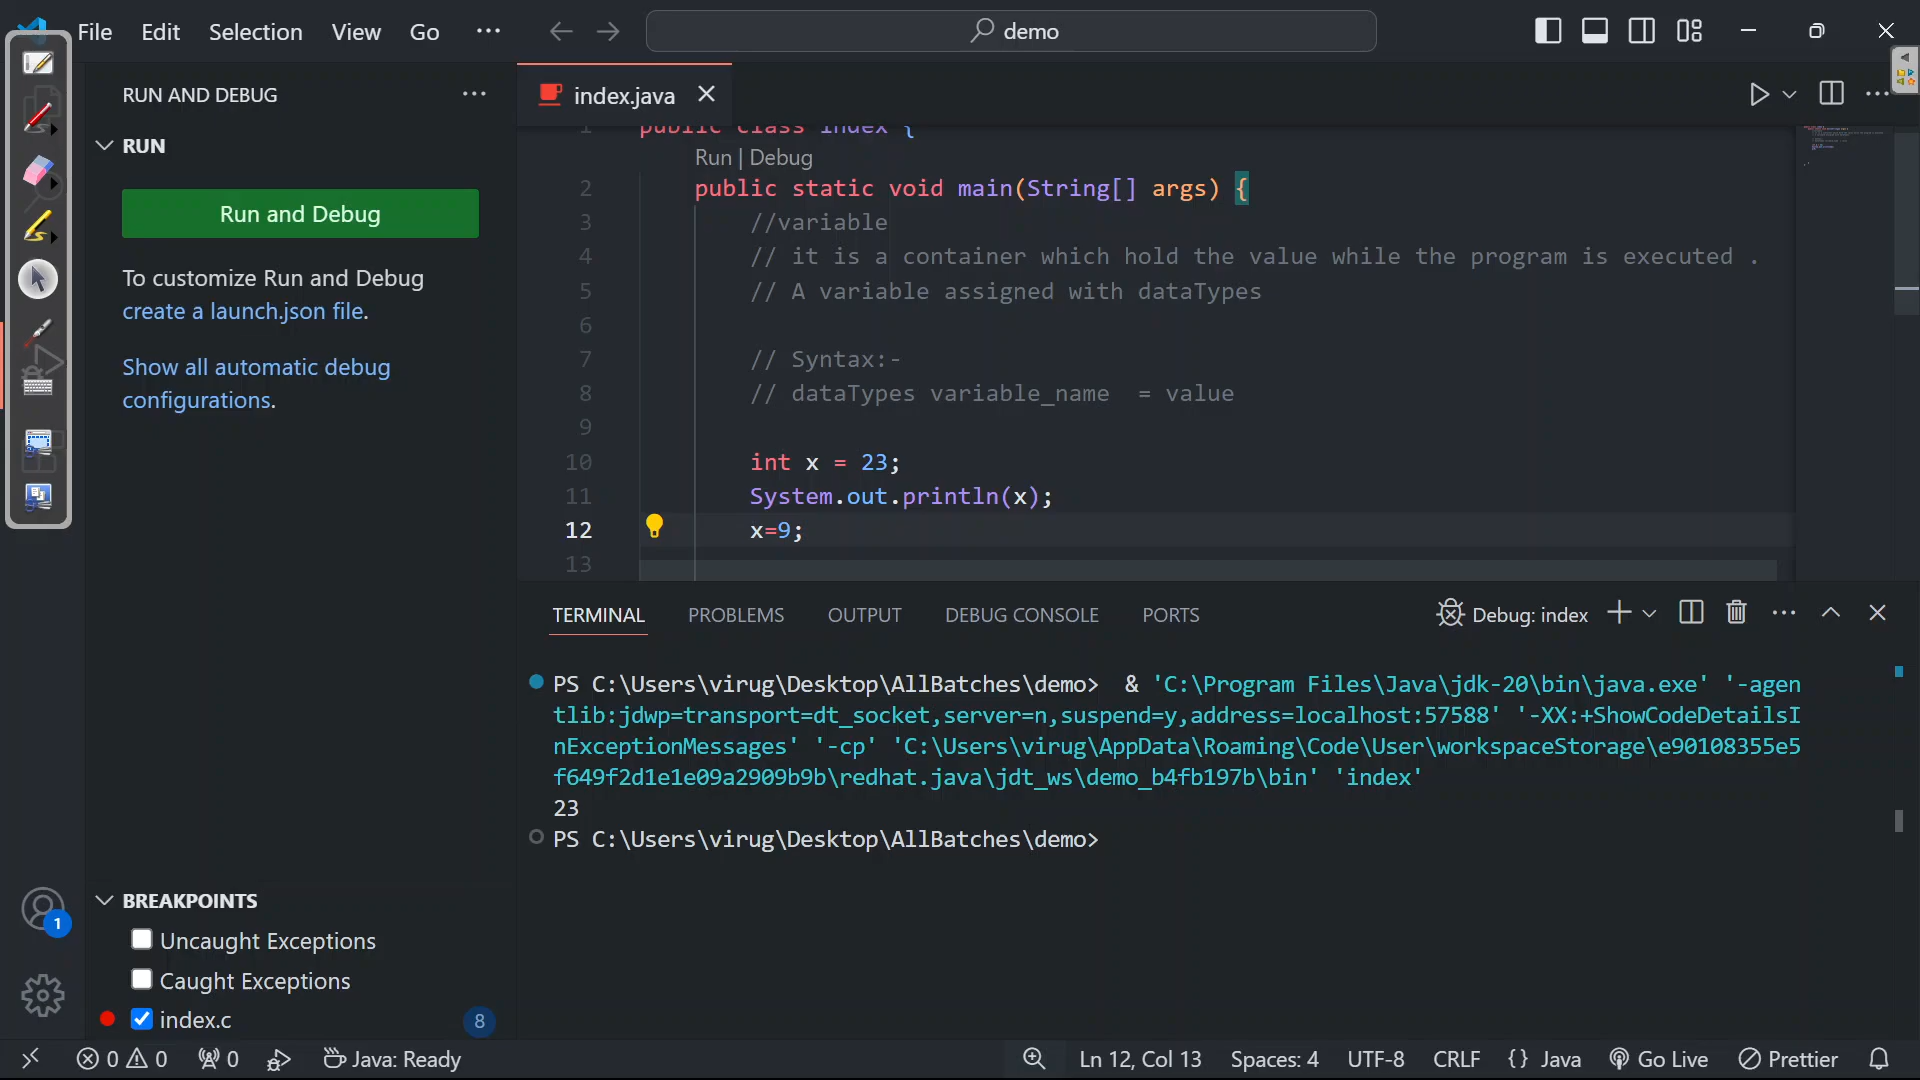 File Edit Selection View Go ···
demo
RUN AND DEBUG ···
RUN
Run and Debug
To customize Run and Debug
create a launch.json file.
Show all automatic debug
configurations.
BREAKPOINTS
Uncaught Exceptions
Caught Exceptions
index.c 8
1
index.java
1 public class index {
Run | Debug
2 public static void main(String[] args) {
3 //variable
4 // it is a container which hold the value while the program is executed .
5 // A variable assigned with dataTypes
6
7 // Syntax:-
8 // dataTypes variable_name  = value
9
10 int x = 23;
11 System.out.println(x);
12 x=9;
13
TERMINAL PROBLEMS OUTPUT DEBUG CONSOLE PORTS Debug: index
PS C:\Users\virug\Desktop\AllBatches\demo>  & 'C:\Program Files\Java\jdk-20\bin\java.exe' '-agen
tlib:jdwp=transport=dt_socket,server=n,suspend=y,address=localhost:57588' '-XX:+ShowCodeDetailsI
nExceptionMessages' '-cp' 'C:\Users\virug\AppData\Roaming\Code\User\workspaceStorage\e90108355e5
f649f2d1e1e09a2909b9b\redhat.java\jdt_ws\demo_b4fb197b\bin' 'index'
23
PS C:\Users\virug\Desktop\AllBatches\demo>
0 0 0 Java: Ready Ln 12, Col 13 Spaces: 4 UTF-8 CRLF {} Java Go Live Prettier